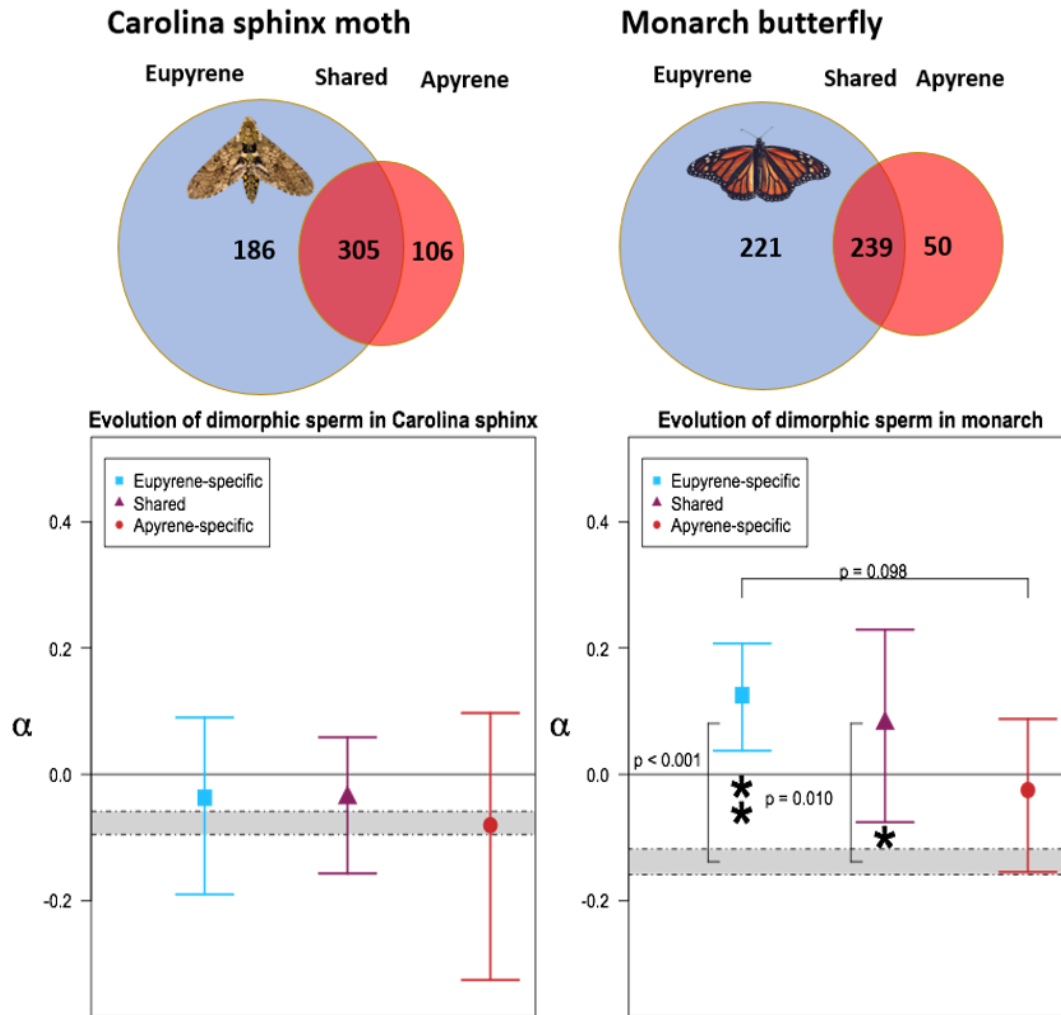 Carolina sphinx moth
Monarch butterfly
Eupyrene
Shared
Apyrene
Eupyrene
Shared
Apyrene
186
305
106
221
239
50
Evolution of dimorphic sperm in Carolina sphinx
Eupyrene-specific
Shared
Apyrene-specific
0.4
0.2
0.0
-0.2
α
Evolution of dimorphic sperm in monarch
Eupyrene-specific
Shared
Apyrene-specific
0.4
0.2
0.0
-0.2
α
p = 0.098
p < 0.001
p = 0.010
*
*
*